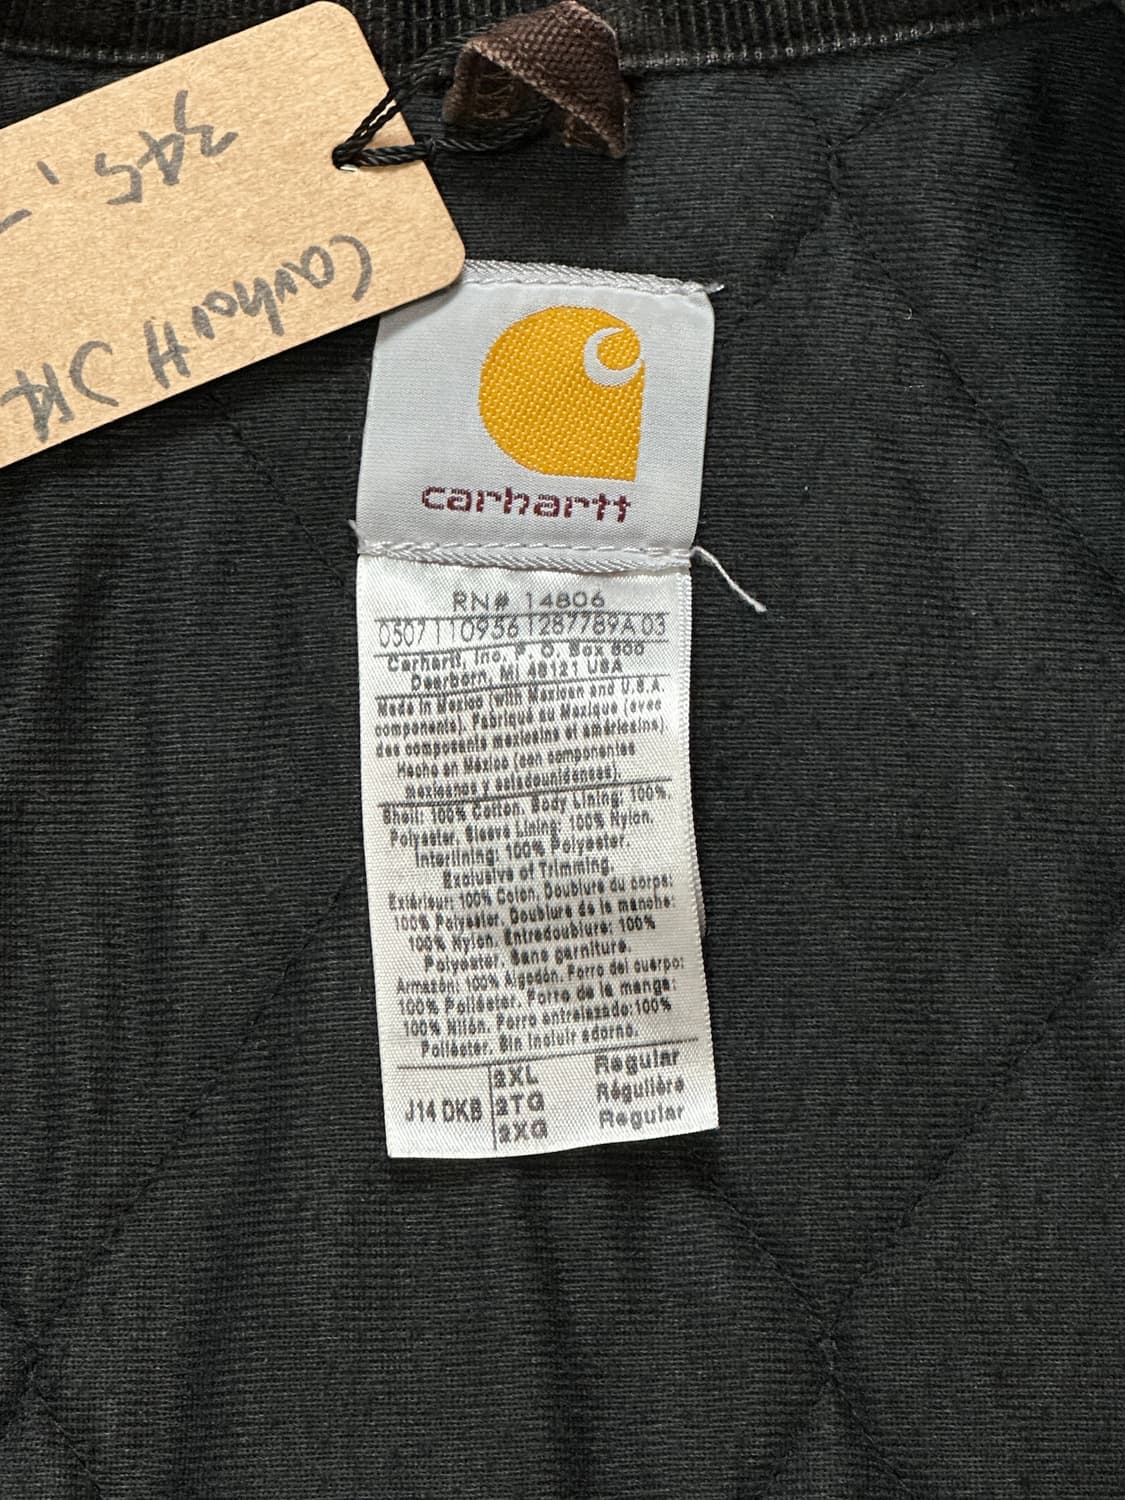 345,-
Carhartt JK
carhartt
RN# 14806
0507 110956 1287789A 03
Carhartt, Inc. P. O. Box 600
Dearborn, MI 48121 USA
Made in Mexico (with Mexican and U.S.A.
components). Fabriqué au Mexique (avec
des composants mexicains et américains).
Hecho en México (con componentes
mexicanos y estadounidenses).
Shell: 100% Cotton. Body Lining: 100%
Polyester. Sleeve Lining: 100% Nylon.
Interlining: 100% Polyester.
Exclusive of Trimming.
Extérieur: 100% Coton. Doublure du corps:
100% Polyester. Doublure de la manche:
100% Nylon. Entredoublure: 100%
Polyester. Sans garniture.
Armazón: 100% Algodón. Forro del cuerpo:
100% Poliéster. Forro de la manga:
100% Nilón. Forro entrelazado: 100%
Poliéster. Sin incluir adorno.
J14 DKB
2XL Regular
2TG Régulière
2XG Regular